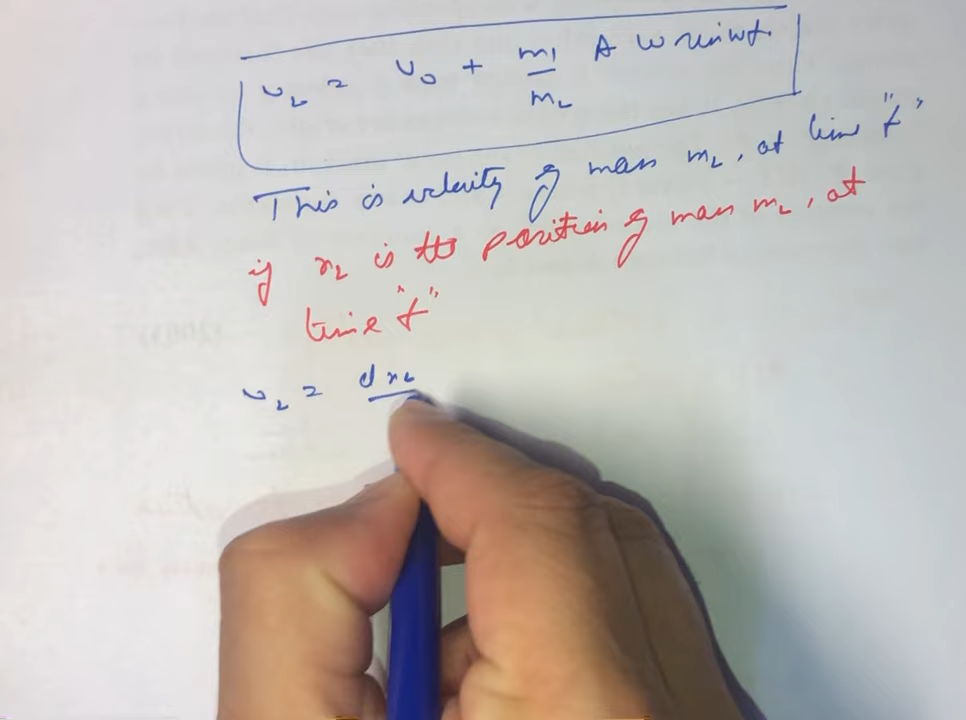 v₂ = v₀ + m₁/m₂ A ω sin ωt.
This is velocity of mass m₂, at time "t"
if x₂ is the position of mass m₂, at
time "t"
v₂ = dx₂